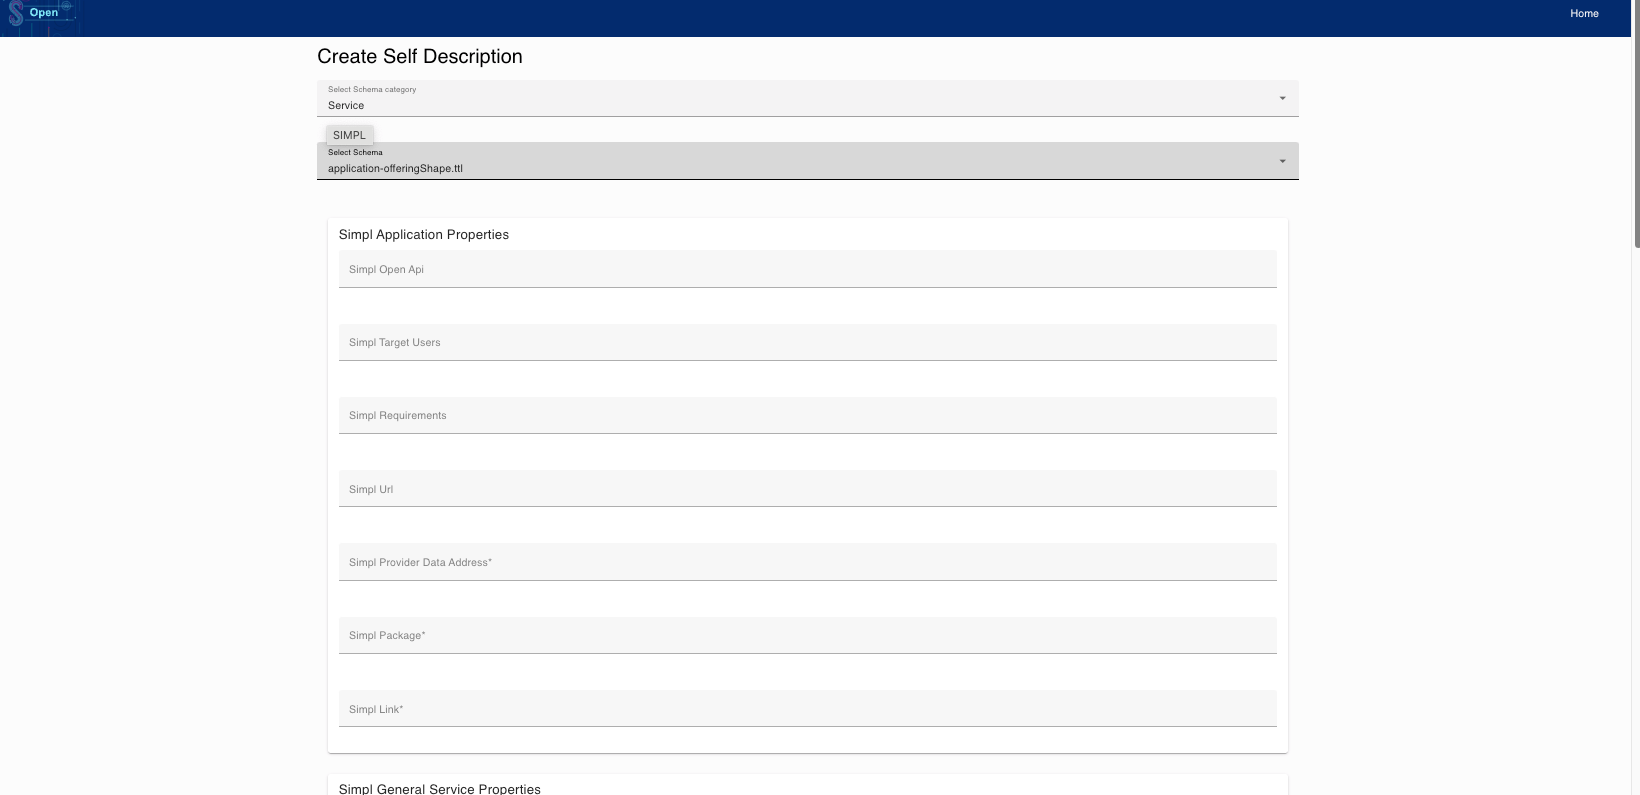 Open
Home
Create Self Description
Select Schema category
Service
SIMPL
Select Schema
application-offeringShape.ttl
Simpl Application Properties
Simpl Open Api
Simpl Target Users
Simpl Requirements
Simpl Url
Simpl Provider Data Address*
Simpl Package*
Simpl Link*
Simpl General Service Properties